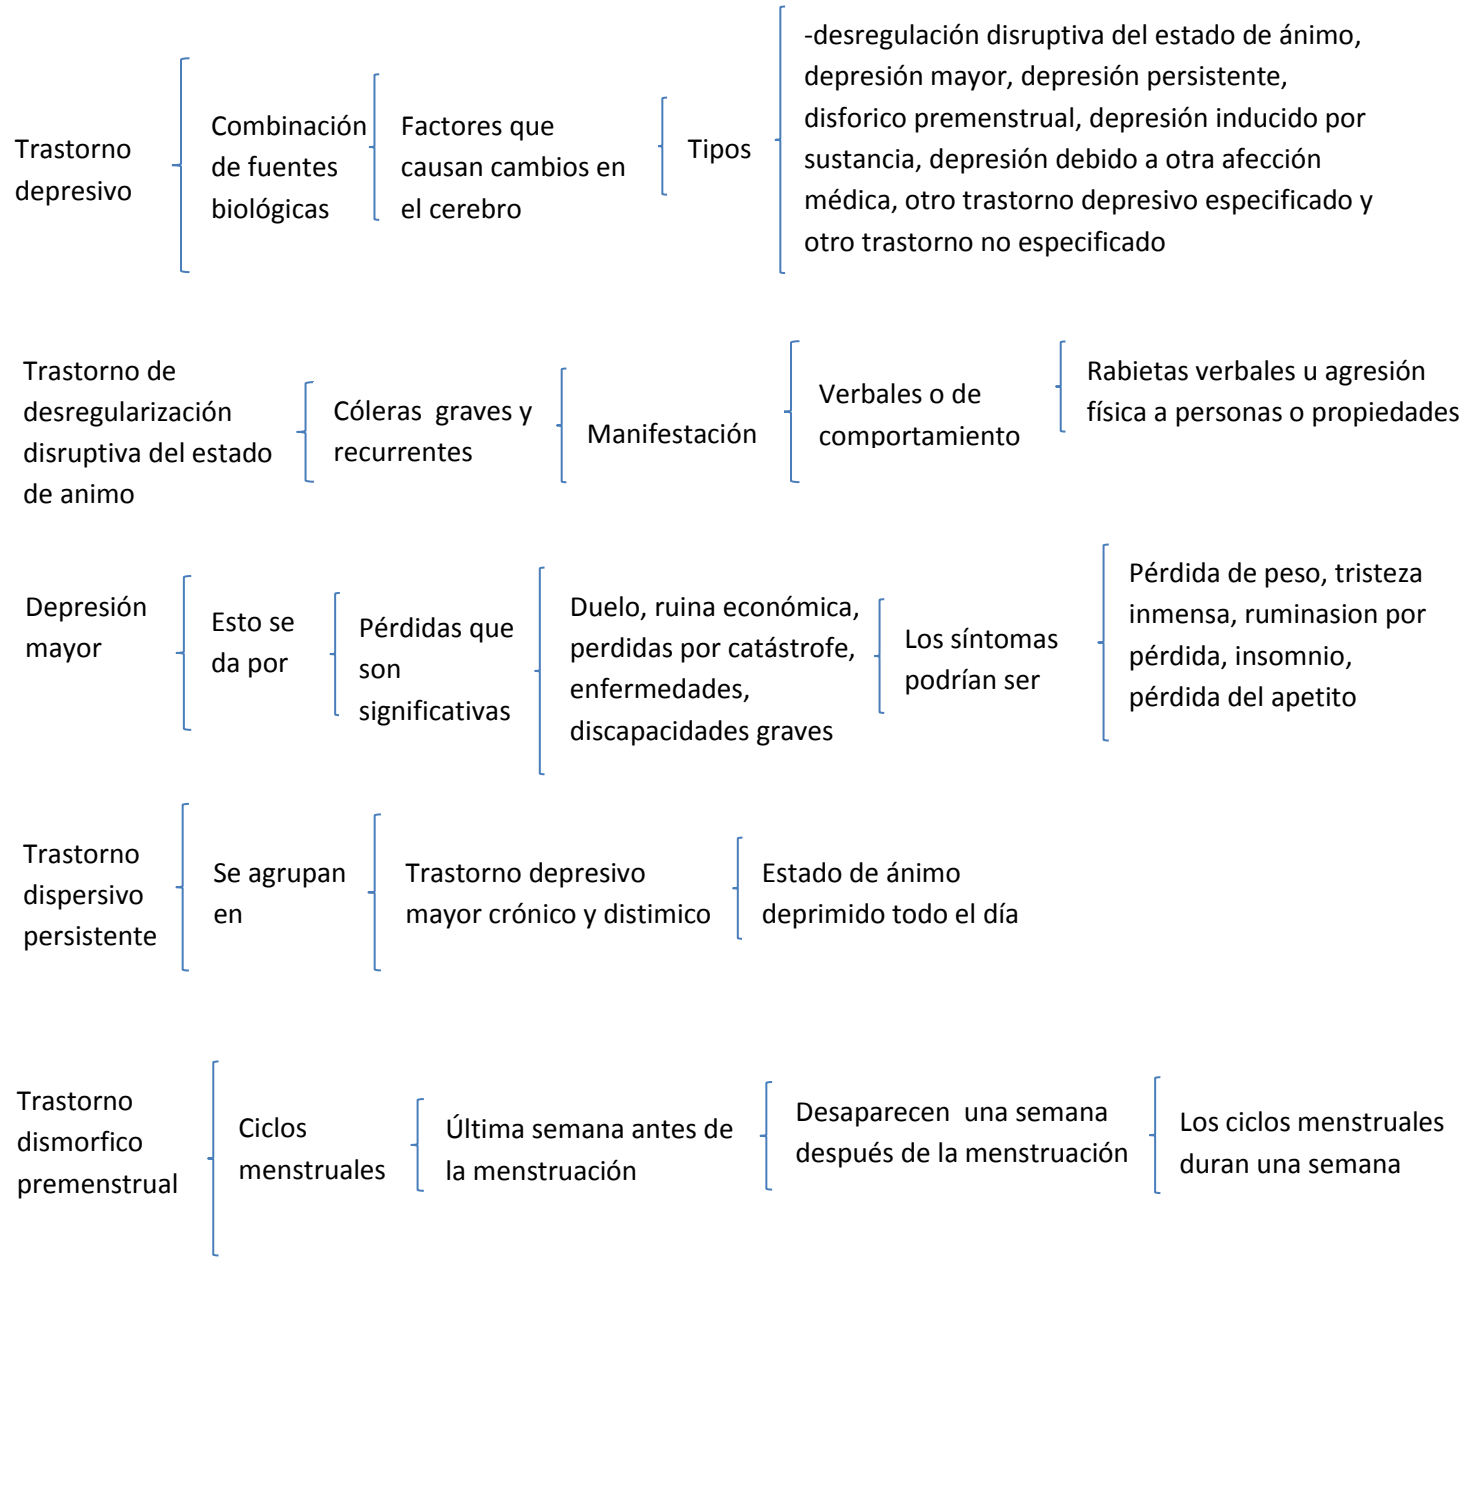 Trastorno
depresivo
Combinación
de fuentes
biológicas
Factores que
causan cambios en
el cerebro
Tipos
-desregulación disruptiva del estado de ánimo,
depresión mayor, depresión persistente,
disforico premenstrual, depresión inducido por
sustancia, depresión debido a otra afección
médica, otro trastorno depresivo especificado y
otro trastorno no especificado
Trastorno de
desregularización
disruptiva del estado
de animo
Cóleras  graves y
recurrentes
Manifestación
Verbales o de
comportamiento
Rabietas verbales u agresión
física a personas o propiedades
Depresión
mayor
Esto se
da por
Pérdidas que
son
significativas
Duelo, ruina económica,
perdidas por catástrofe,
enfermedades,
discapacidades graves
Los síntomas
podrían ser
Pérdida de peso, tristeza
inmensa, ruminasion por
pérdida, insomnio,
pérdida del apetito
Trastorno
dispersivo
persistente
Se agrupan
en
Trastorno depresivo
mayor crónico y distimico
Estado de ánimo
deprimido todo el día
Trastorno
dismorfico
premenstrual
Ciclos
menstruales
Última semana antes de
la menstruación
Desaparecen  una semana
después de la menstruación
Los ciclos menstruales
duran una semana